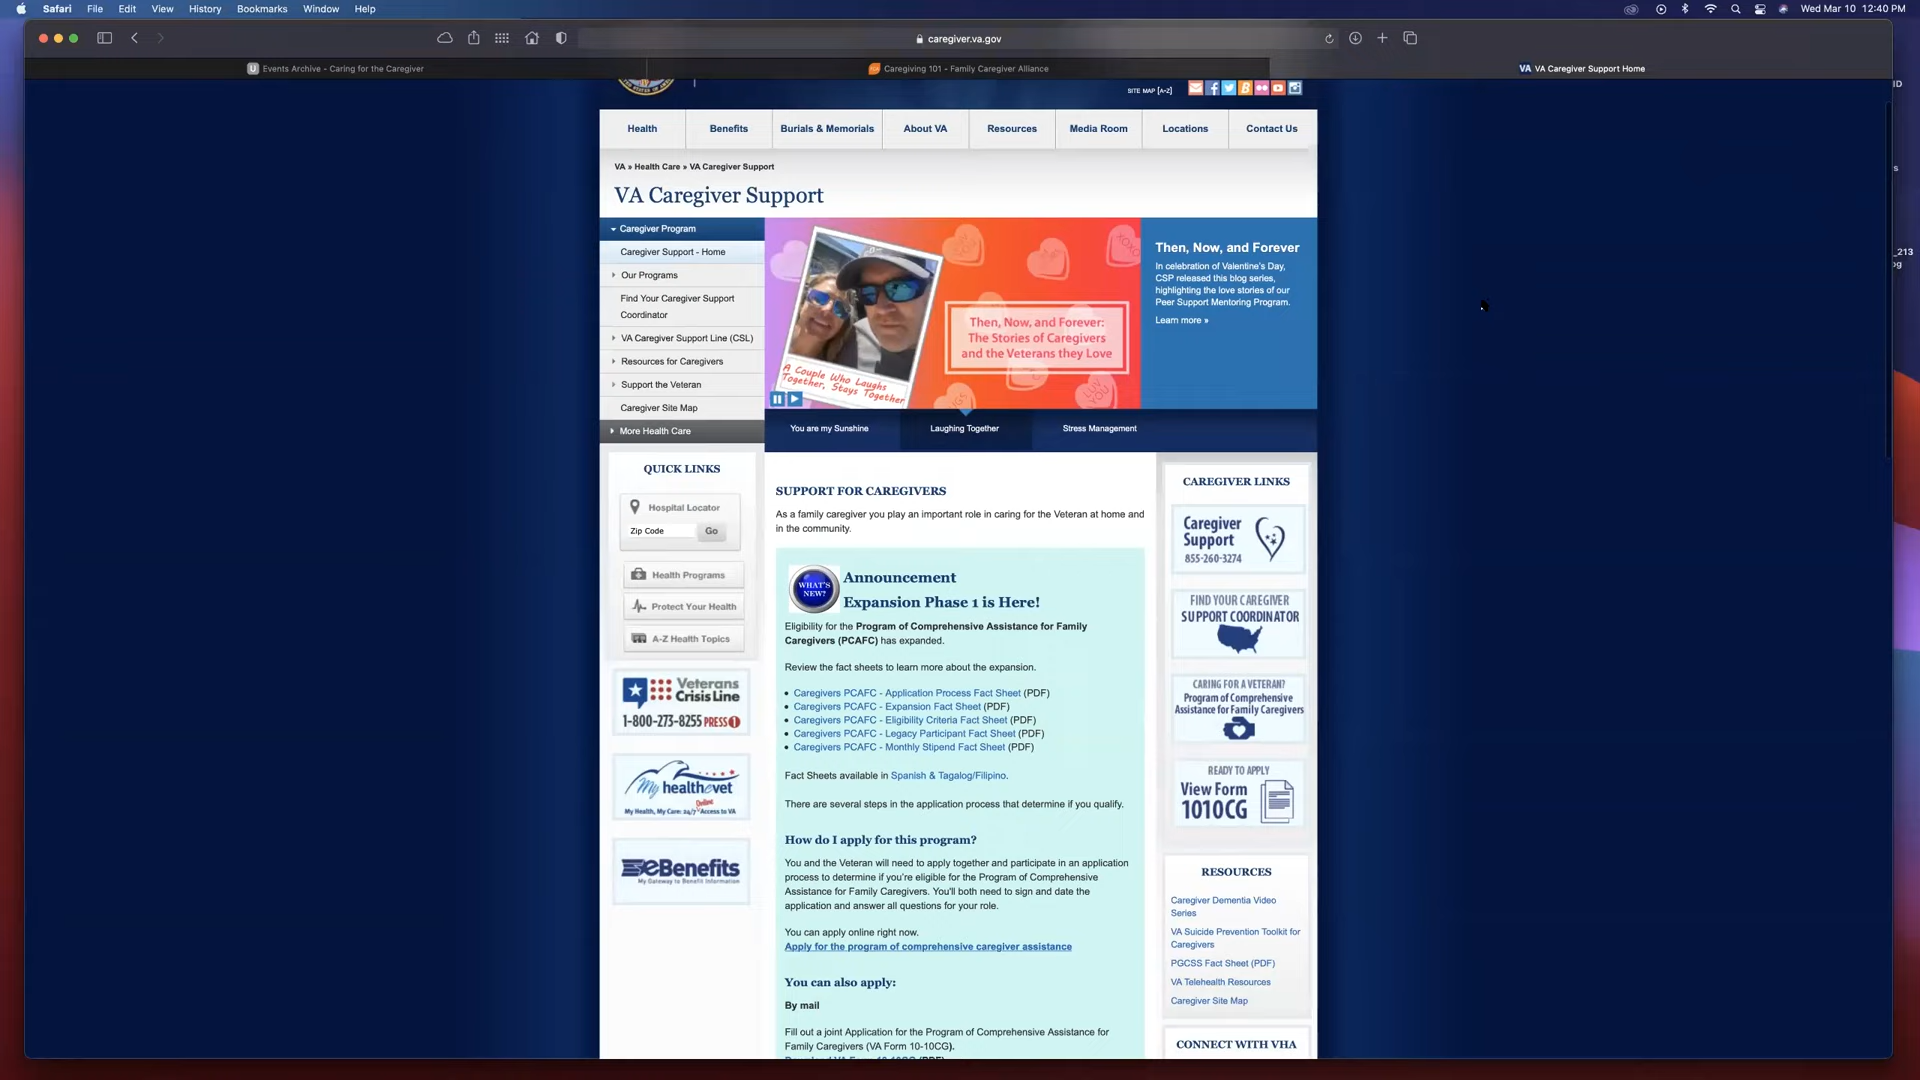 Safari File Edit View History Bookmarks Window Help Wed Mar 10 12:40 PM
caregiver.va.gov
Events Archive - Caring for the Caregiver
Caregiving 101 - Family Caregiver Alliance
VA VA Caregiver Support Home
SITE MAP [A-Z]
Health Benefits Burials & Memorials About VA Resources Media Room Locations Contact Us
VA » Health Care » VA Caregiver Support
VA Caregiver Support
Caregiver Program
Caregiver Support - Home
Our Programs
Find Your Caregiver Support
Coordinator
VA Caregiver Support Line (CSL)
Resources for Caregivers
Support the Veteran
Caregiver Site Map
More Health Care
A Couple Who Laughs
Together, Stays Together
XOXO
Then, Now, and Forever:
The Stories of Caregivers
and the Veterans they Love
LUV
YOU
Then, Now, and Forever
In celebration of Valentine's Day,
CSP released this blog series,
highlighting the love stories of our
Peer Support Mentoring Program.
Learn more »
You are my Sunshine Laughing Together Stress Management
QUICK LINKS
Hospital Locator
Zip Code Go
Health Programs
Protect Your Health
A-Z Health Topics
Veterans
Crisis Line
1-800-273-8255 PRESS 1
My healthevet
My Health, My Care: 24/7 Online Access to VA
eBenefits
My Gateway to Benefit Information
SUPPORT FOR CAREGIVERS
As a family caregiver you play an important role in caring for the Veteran at home and
in the community.
WHAT'S
NEW?
Announcement
Expansion Phase 1 is Here!
Eligibility for the Program of Comprehensive Assistance for Family
Caregivers (PCAFC) has expanded.
Review the fact sheets to learn more about the expansion.
• Caregivers PCAFC - Application Process Fact Sheet (PDF)
• Caregivers PCAFC - Expansion Fact Sheet (PDF)
• Caregivers PCAFC - Eligibility Criteria Fact Sheet (PDF)
• Caregivers PCAFC - Legacy Participant Fact Sheet (PDF)
• Caregivers PCAFC - Monthly Stipend Fact Sheet (PDF)
Fact Sheets available in Spanish & Tagalog/Filipino.
There are several steps in the application process that determine if you qualify.
How do I apply for this program?
You and the Veteran will need to apply together and participate in an application
process to determine if you're eligible for the Program of Comprehensive
Assistance for Family Caregivers. You'll both need to sign and date the
application and answer all questions for your role.
You can apply online right now.
Apply for the program of comprehensive caregiver assistance
You can also apply:
By mail
Fill out a joint Application for the Program of Comprehensive Assistance for
Family Caregivers (VA Form 10-10CG).
CAREGIVER LINKS
Caregiver
Support
855-260-3274
FIND YOUR CAREGIVER
SUPPORT COORDINATOR
CARING FOR A VETERAN?
Program of Comprehensive
Assistance for Family Caregivers
READY TO APPLY
View Form
1010CG
RESOURCES
Caregiver Dementia Video
Series
VA Suicide Prevention Toolkit for
Caregivers
PGCSS Fact Sheet (PDF)
VA Telehealth Resources
Caregiver Site Map
CONNECT WITH VHA